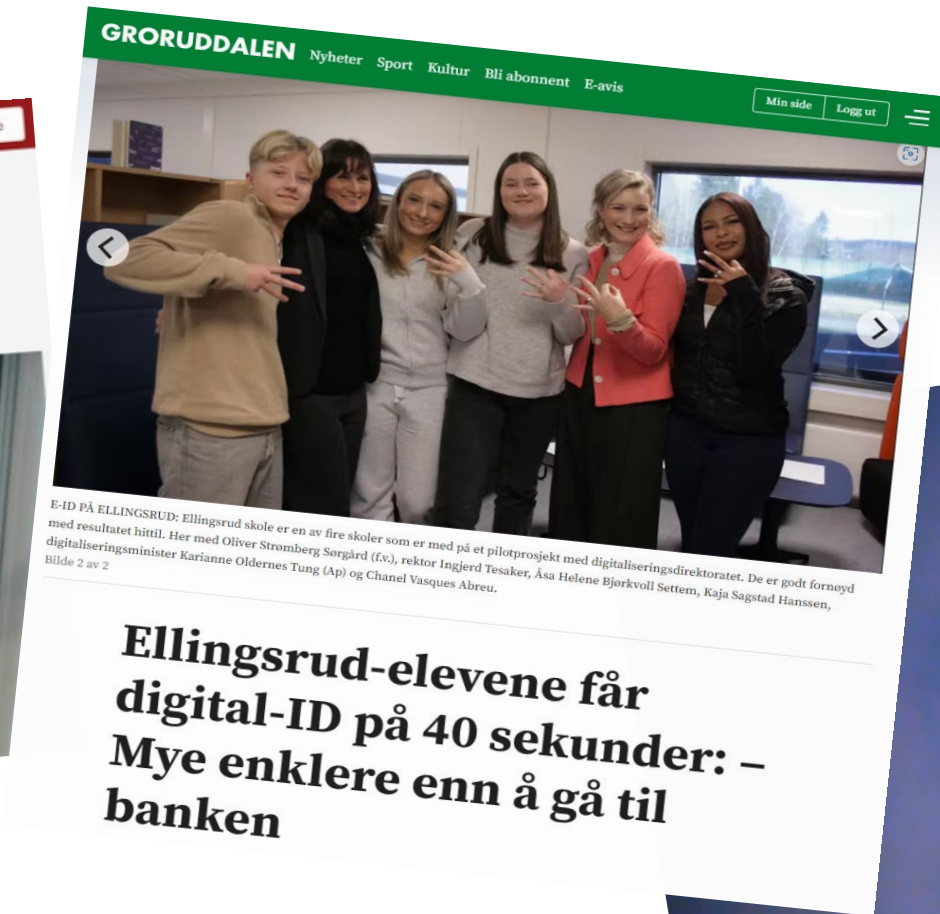 GRORUDDALEN
Nyheter Sport Kultur Bli abonnent E-avis
Min side Logg ut
E-ID PÅ ELLINGSRUD: Ellingsrud skole er en av fire skoler som er med på et pilotprosjekt med digitaliseringsdirektoratet. De er godt fornøyd
med resultatet hittil. Her med Oliver Strømberg Sørgård (f.v.), rektor Ingjerd Tesaker, Åsa Helene Bjørkvoll Settem, Kaja Sagstad Hanssen,
digitaliseringsminister Karianne Oldernes Tung (Ap) og Chanel Vasques Abreu.
Bilde 2 av 2
Ellingsrud-elevene får
digital-ID på 40 sekunder: –
Mye enklere enn å gå til
banken